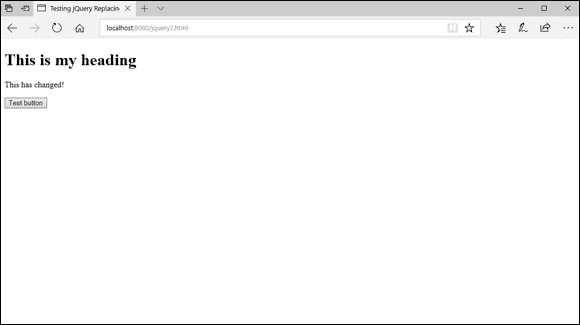 Testing jQuery Replacin
localhost:8080/jquery2.html
This is my heading
This has changed!
Test button